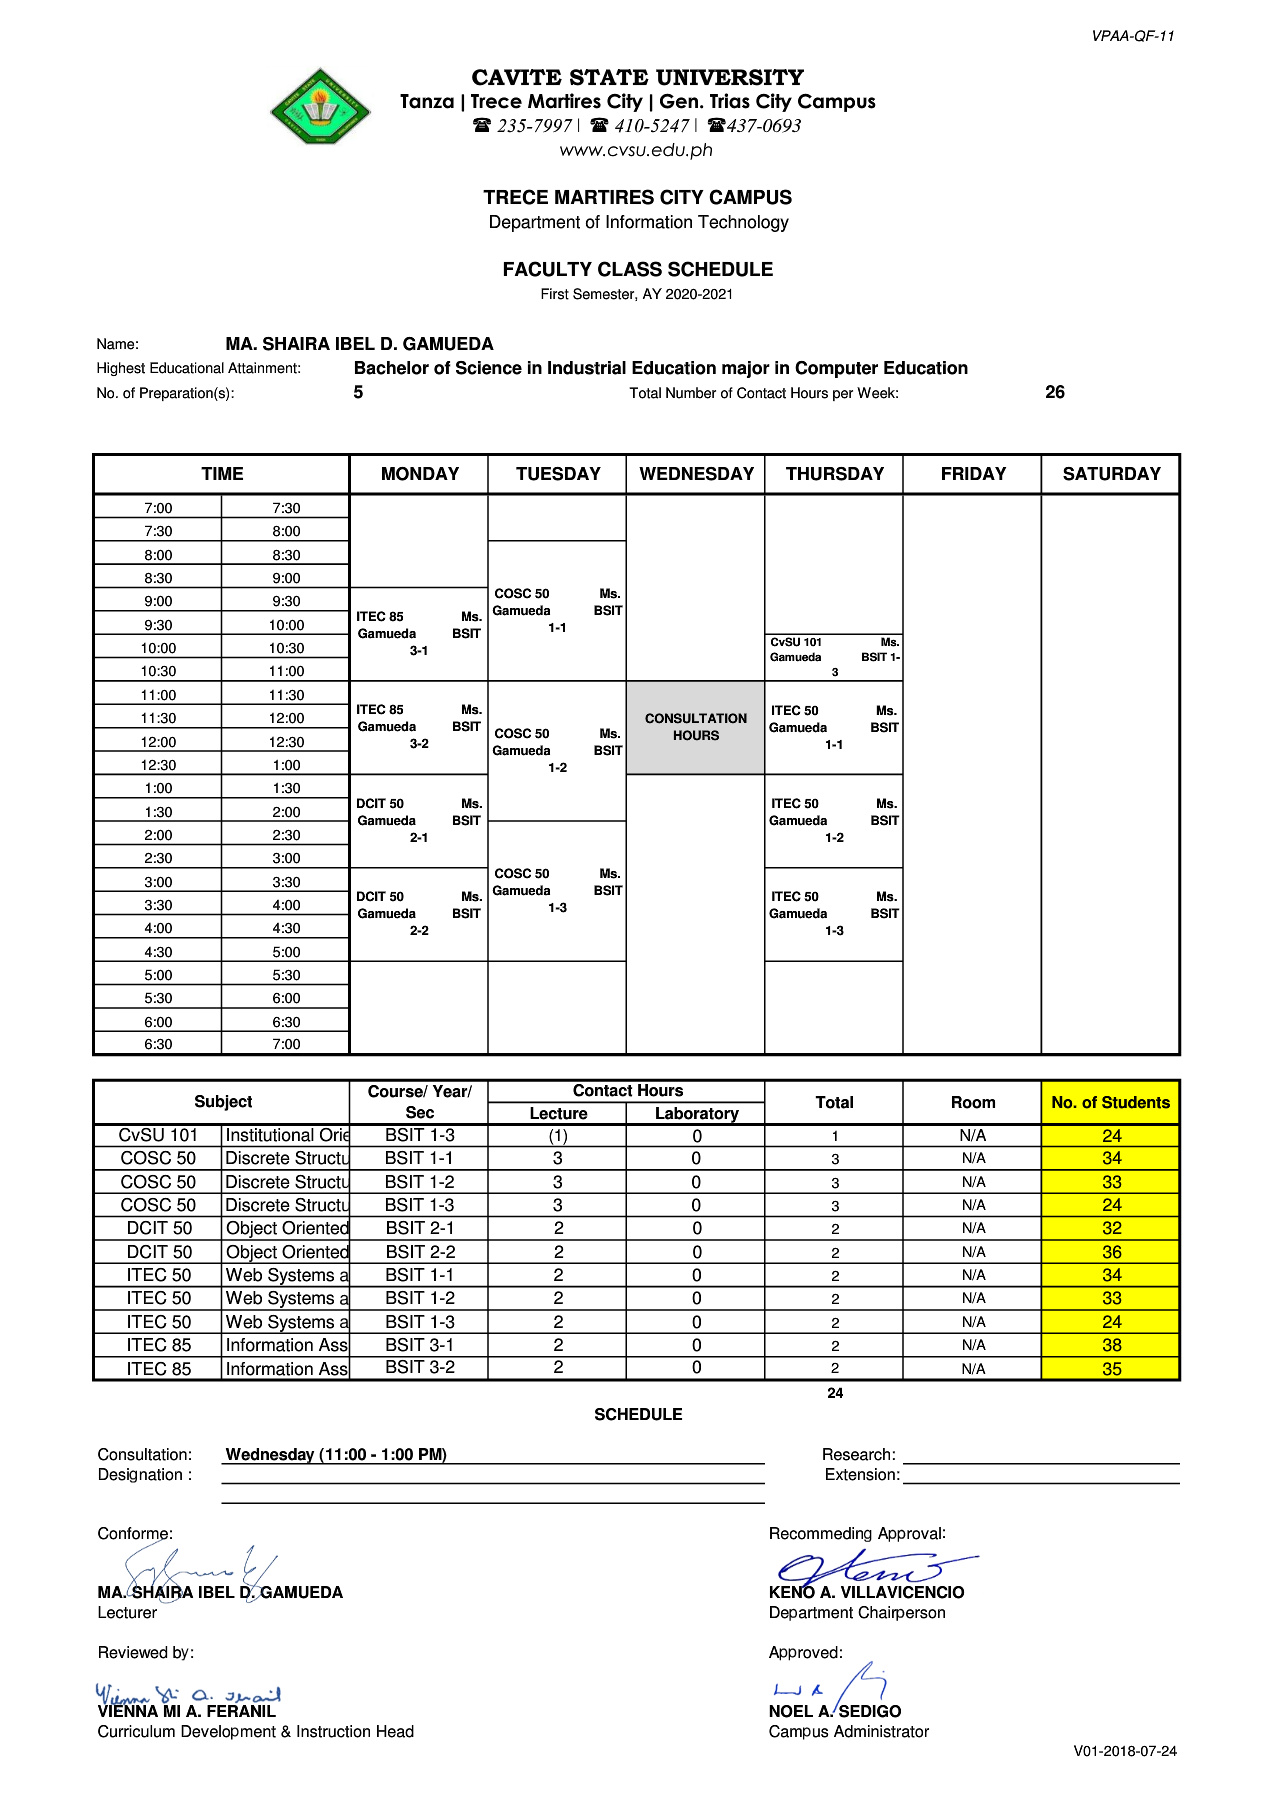 VPAA-QF-11
CAVITE STATE UNIVERSITY
Tanza | Trece Martires City | Gen. Trias City Campus
☎ 235-7997 | ☎ 410-5247 | ☎437-0693
www.cvsu.edu.ph
TRECE MARTIRES CITY CAMPUS
Department of Information Technology
FACULTY CLASS SCHEDULE
First Semester, AY 2020-2021
Name: MA. SHAIRA IBEL D. GAMUEDA
Highest Educational Attainment: Bachelor of Science in Industrial Education major in Computer Education
No. of Preparation(s): 5 Total Number of Contact Hours per Week: 26
TIME MONDAY TUESDAY WEDNESDAY THURSDAY FRIDAY SATURDAY
7:00 7:30
7:30 8:00
8:00 8:30
8:30 9:00
9:00 9:30
9:30 10:00
10:00 10:30
10:30 11:00
11:00 11:30
11:30 12:00
12:00 12:30
12:30 1:00
1:00 1:30
1:30 2:00
2:00 2:30
2:30 3:00
3:00 3:30
3:30 4:00
4:00 4:30
4:30 5:00
5:00 5:30
5:30 6:00
6:00 6:30
6:30 7:00
ITEC 85 Ms.
Gamueda BSIT
3-1
ITEC 85 Ms.
Gamueda BSIT
3-2
DCIT 50 Ms.
Gamueda BSIT
2-1
DCIT 50 Ms.
Gamueda BSIT
2-2
COSC 50 Ms.
Gamueda BSIT
1-1
COSC 50 Ms.
Gamueda BSIT
1-2
COSC 50 Ms.
Gamueda BSIT
1-3
CONSULTATION
HOURS
CvSU 101 Ms.
Gamueda BSIT 1-
3
ITEC 50 Ms.
Gamueda BSIT
1-1
ITEC 50 Ms.
Gamueda BSIT
1-2
ITEC 50 Ms.
Gamueda BSIT
1-3
Subject Course/ Year/ Sec Contact Hours Total Room No. of Students
Lecture Laboratory
CvSU 101 Institutional Orie BSIT 1-3 (1) 0 1 N/A 24
COSC 50 Discrete Structu BSIT 1-1 3 0 3 N/A 34
COSC 50 Discrete Structu BSIT 1-2 3 0 3 N/A 33
COSC 50 Discrete Structu BSIT 1-3 3 0 3 N/A 24
DCIT 50 Object Oriented BSIT 2-1 2 0 2 N/A 32
DCIT 50 Object Oriented BSIT 2-2 2 0 2 N/A 36
ITEC 50 Web Systems a BSIT 1-1 2 0 2 N/A 34
ITEC 50 Web Systems a BSIT 1-2 2 0 2 N/A 33
ITEC 50 Web Systems a BSIT 1-3 2 0 2 N/A 24
ITEC 85 Information Ass BSIT 3-1 2 0 2 N/A 38
ITEC 85 Information Ass BSIT 3-2 2 0 2 N/A 35
24
SCHEDULE
Consultation: Wednesday (11:00 - 1:00 PM) Research:
Designation : Extension:
Conforme: Recommeding Approval:
MA. SHAIRA IBEL D. GAMUEDA KENO A. VILLAVICENCIO
Lecturer Department Chairperson
Reviewed by: Approved:
VIENNA MI A. FERANIL NOEL A. SEDIGO
Curriculum Development & Instruction Head Campus Administrator
V01-2018-07-24